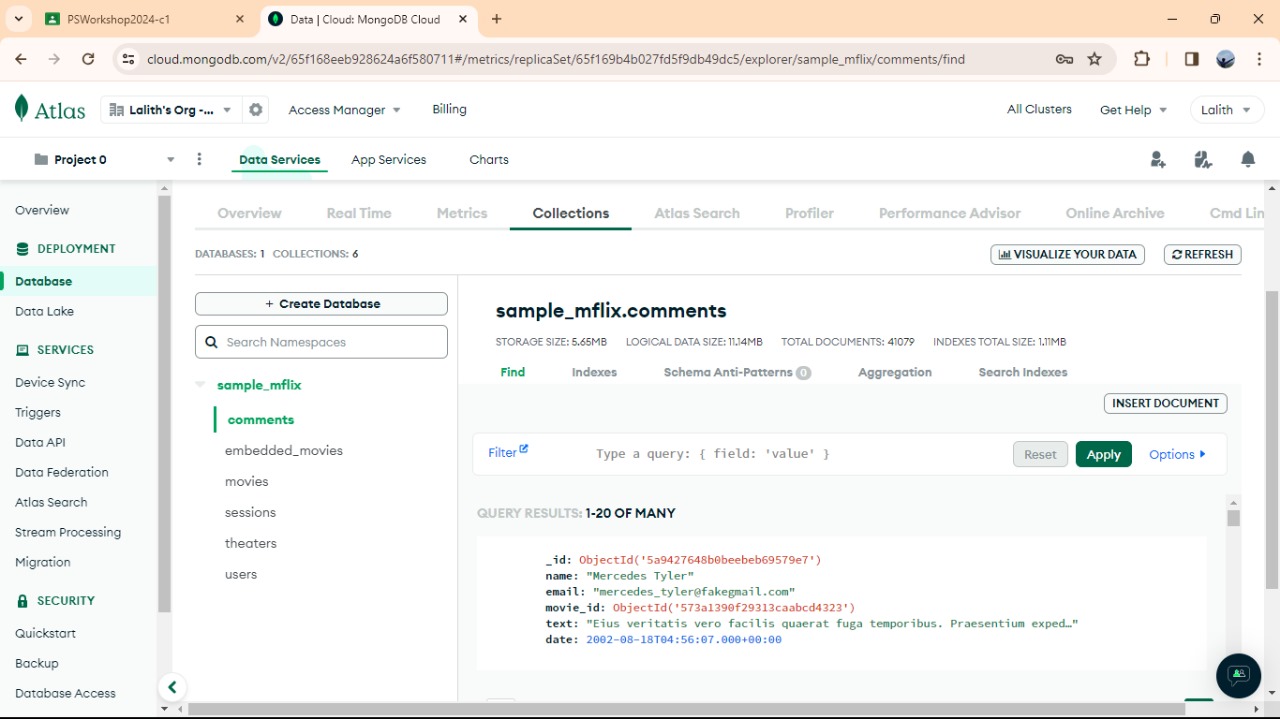 PSWorkshop2024-c1
Data | Cloud: MongoDB Cloud
cloud.mongodb.com/v2/65f168eeb928624a6f580711#/metrics/replicaSet/65f169b4b027fd5f9db49dc5/explorer/sample_mflix/comments/find
Atlas Lalith's Org -... Access Manager Billing All Clusters Get Help Lalith
Project 0 Data Services App Services Charts
Overview
DEPLOYMENT
Database
Data Lake
SERVICES
Device Sync
Triggers
Data API
Data Federation
Atlas Search
Stream Processing
Migration
SECURITY
Quickstart
Backup
Database Access
Overview Real Time Metrics Collections Atlas Search Profiler Performance Advisor Online Archive Cmd Lin
DATABASES: 1 COLLECTIONS: 6 VISUALIZE YOUR DATA REFRESH
+ Create Database
Search Namespaces
sample_mflix
comments
embedded_movies
movies
sessions
theaters
users
sample_mflix.comments
STORAGE SIZE: 5.65MB LOGICAL DATA SIZE: 11.14MB TOTAL DOCUMENTS: 41079 INDEXES TOTAL SIZE: 1.11MB
Find Indexes Schema Anti-Patterns 0 Aggregation Search Indexes
INSERT DOCUMENT
Filter Type a query: { field: 'value' } Reset Apply Options
QUERY RESULTS: 1-20 OF MANY
_id: ObjectId('5a9427648b0beebeb69579e7')
name: "Mercedes Tyler"
email: "mercedes_tyler@fakegmail.com"
movie_id: ObjectId('573a1390f29313caabcd4323')
text: "Eius veritatis vero facilis quaerat fuga temporibus. Praesentium exped…"
date: 2002-08-18T04:56:07.000+00:00